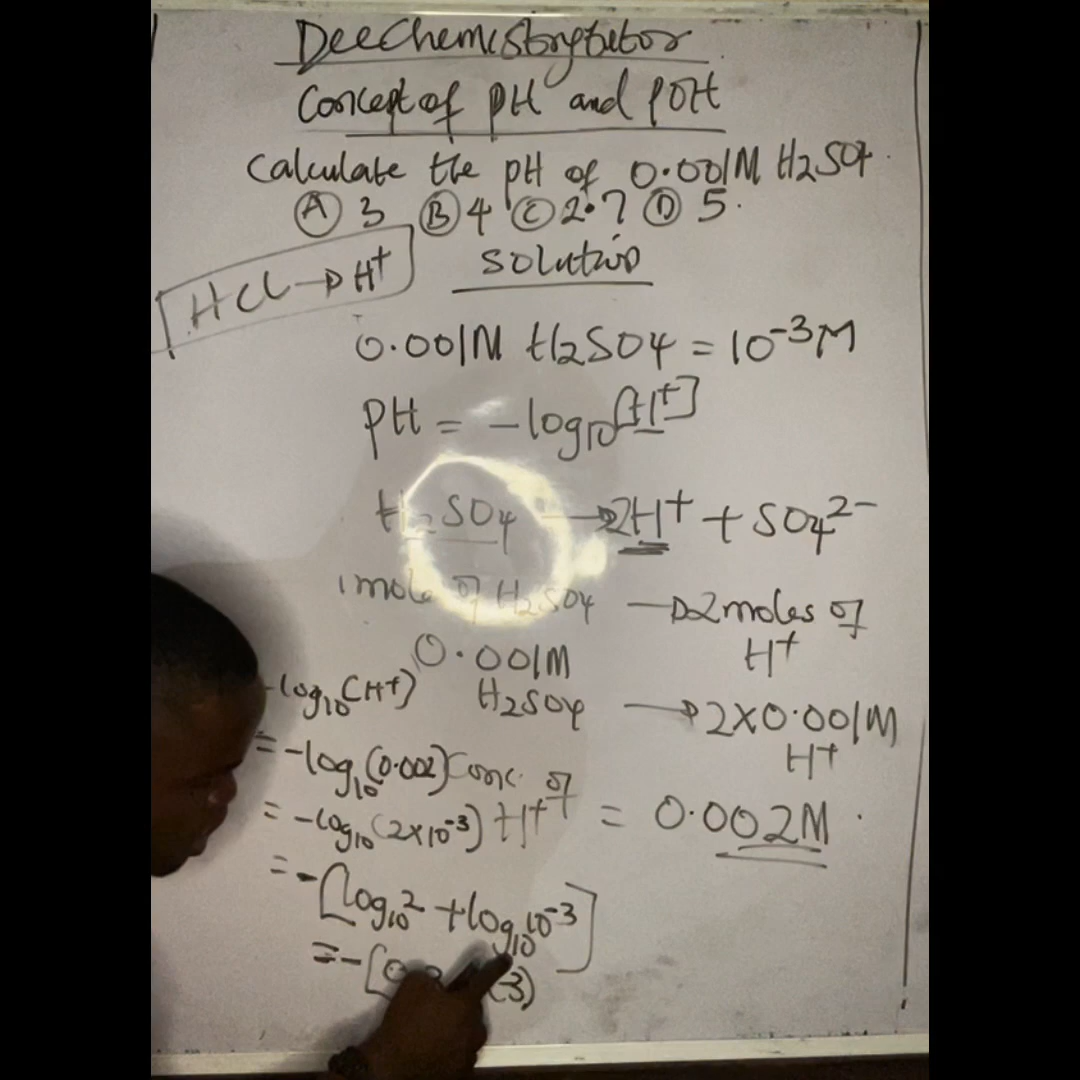 DeeChemistrytutor
Concept of pH and pOH
Calculate the pH of 0.001M H2SO4.
(A) 3 (B) 4 (C) 2.7 (D) 5.
HCl → H⁺
Solution
0.001M H2SO4 = 10⁻³M
pH = -log10[H⁺]
H2SO4 → 2H⁺ + SO4²⁻
1 mole of H2SO4 → 2 moles of
H⁺
0.001M
H2SO4 → 2×0.001M
H⁺
Conc. of
H⁺ = 0.002M.
-log10(H⁺)
= -log10(0.002)
= -log10(2×10⁻³)
= -[log10 2 + log10 10⁻³]
= -[0 (-3)